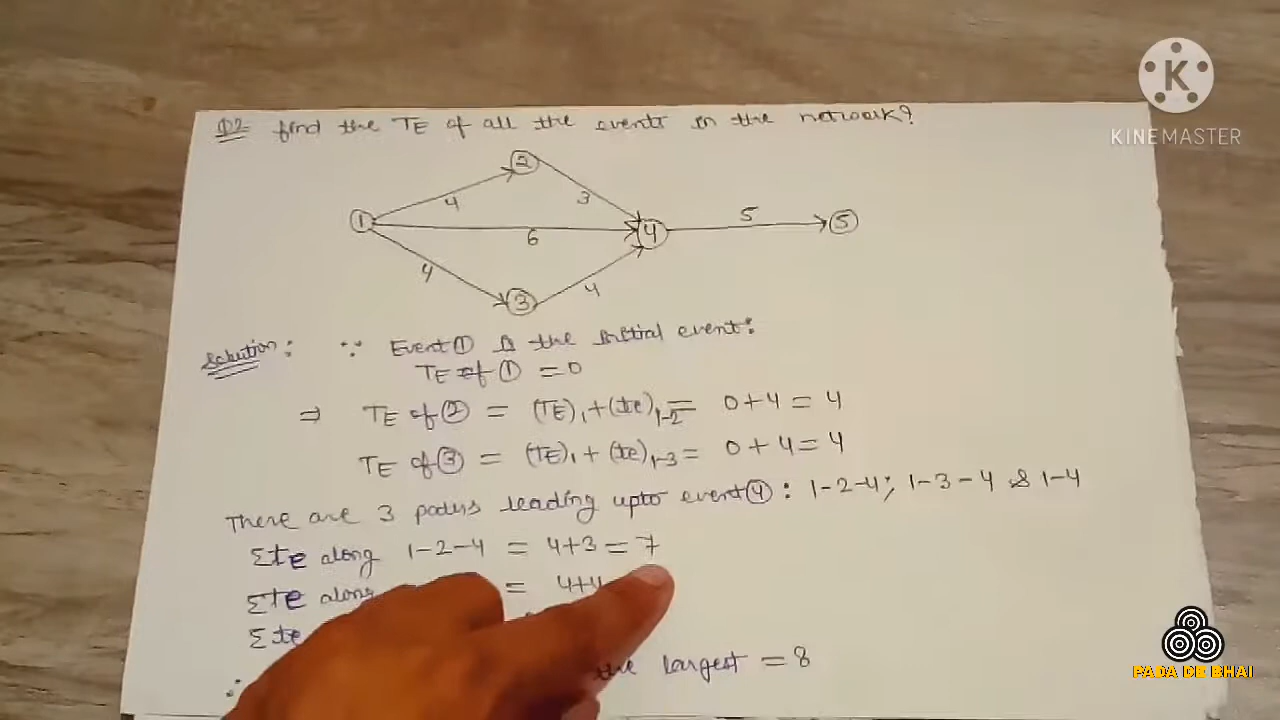 Q2 find the TE of all the events in the network?
2
4
3
1
6
4
5
5
4
4
3
Solution: ∵ Event ① is the initial event:
TE of ① = 0
⇒ TE of ② = (TE)₁ + (te)₁₋₂ = 0 + 4 = 4
TE of ③ = (TE)₁ + (te)₁₋₃ = 0 + 4 = 4
There are 3 paths leading upto event ④ : 1-2-4; 1-3-4 & 1-4
Σte along 1-2-4 = 4+3 = 7
Σte along = 4+4
Σte
∴ the largest = 8
K
KINEMASTER
PADA DE BHAI